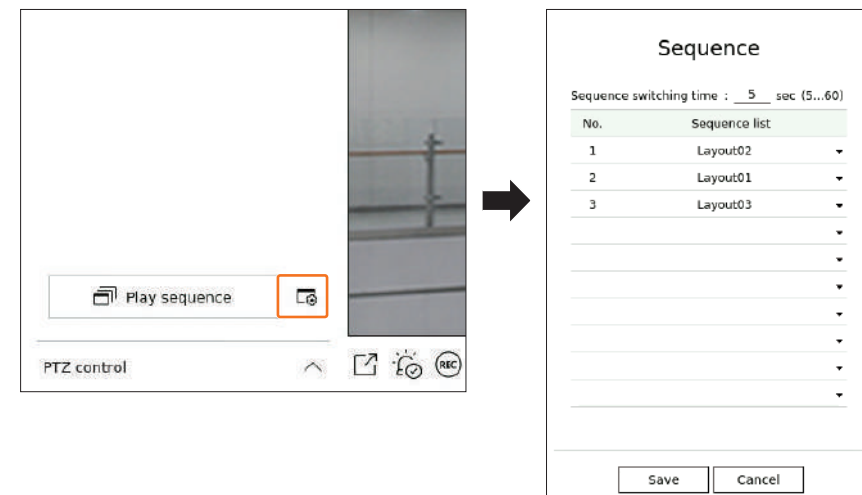 Play sequence
PTZ control
REC
Sequence
Sequence switching time : 5 sec (5...60)
No. Sequence list
1 Layout02
2 Layout01
3 Layout03
Save Cancel